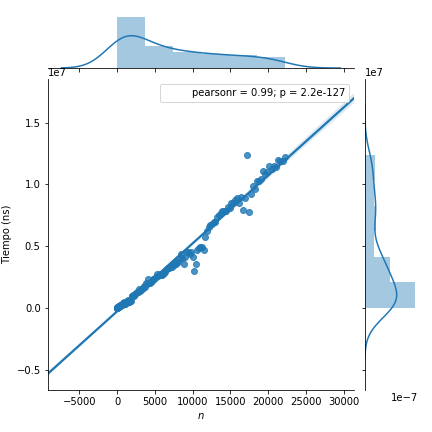 1e7
1e7
pearsonr = 0.99; p = 2.2e-127
1.5
1.0
0.5
0.0
−0.5
Tiempo (ns)
−5000 0 5000 10000 15000 20000 25000 30000
n
1e−7